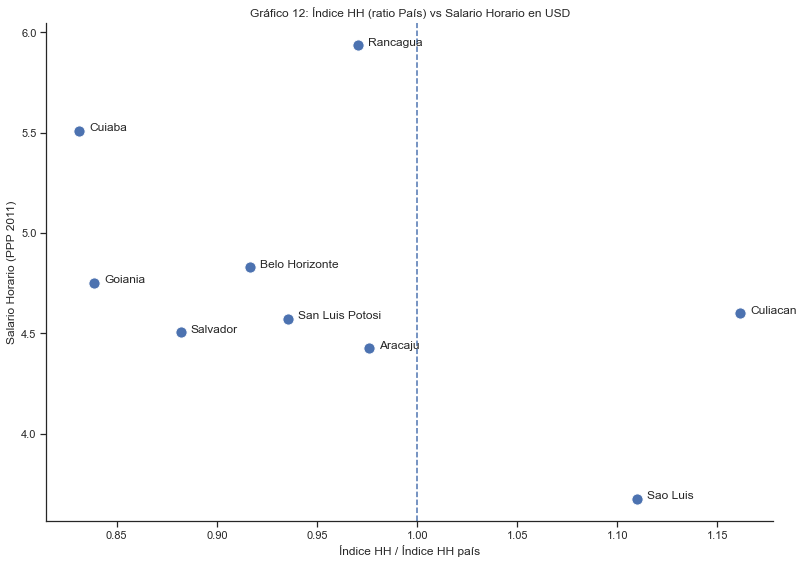 Gráfico 12: Índice HH (ratio País) vs Salario Horario en USD
6.0
Rancagua
Cuiaba
5.5
Salario Horario (PPP 2011)
5.0
Belo Horizonte
Goiania
Culiacan
San Luis Potosi
4.5
Salvador
Aracaju
4.0
Sao Luis
0.85 0.90 0.95 1.00 1.05 1.10 1.15
Índice HH / Índice HH país